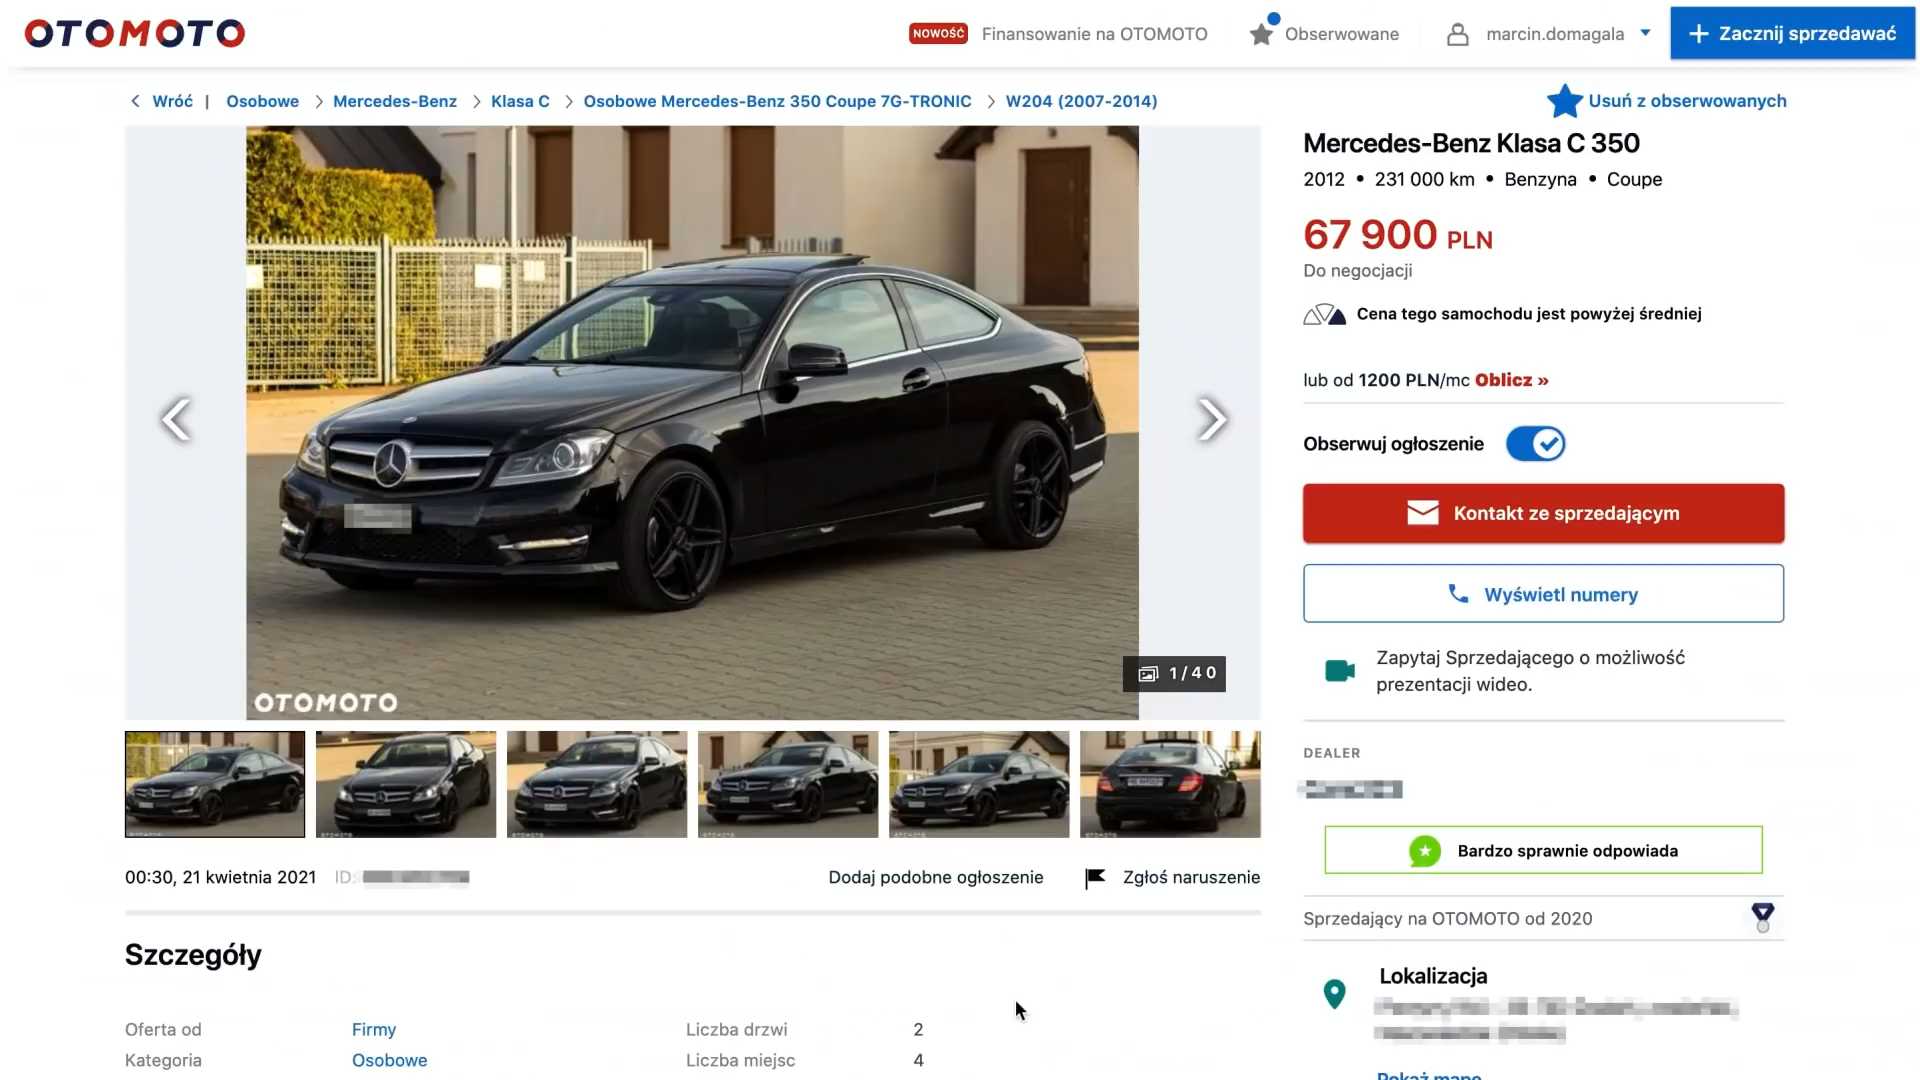 OTOMOTO
NOWOŚĆ
Finansowanie na OTOMOTO
Obserwowane
marcin.domagala
Zacznij sprzedawać
Wróć | Osobowe > Mercedes-Benz > Klasa C > Osobowe Mercedes-Benz 350 Coupe 7G-TRONIC > W204 (2007-2014)
Usuń z obserwowanych
Mercedes-Benz Klasa C 350
2012 • 231 000 km • Benzyna • Coupe
67 900 PLN
Do negocjacji
Cena tego samochodu jest powyżej średniej
lub od 1200 PLN/mc Oblicz »
Obserwuj ogłoszenie
Kontakt ze sprzedającym
Wyświetl numery
Zapytaj Sprzedającego o możliwość
prezentacji wideo.
OTOMOTO
1/40
DEALER
Bardzo sprawnie odpowiada
Sprzedający na OTOMOTO od 2020
Lokalizacja
Pokaż mapę
00:30, 21 kwietnia 2021
ID:
Dodaj podobne ogłoszenie
Zgłoś naruszenie
Szczegóły
Oferta od Firmy
Liczba drzwi 2
Kategoria Osobowe
Liczba miejsc 4